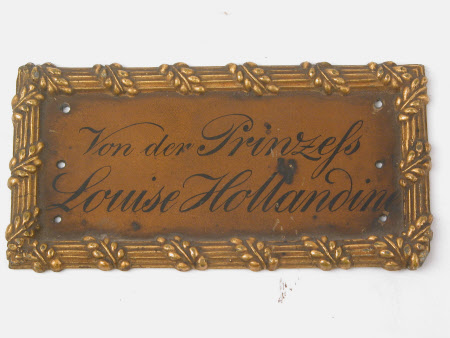 Von der Prinzeſs
Louise Hollandine